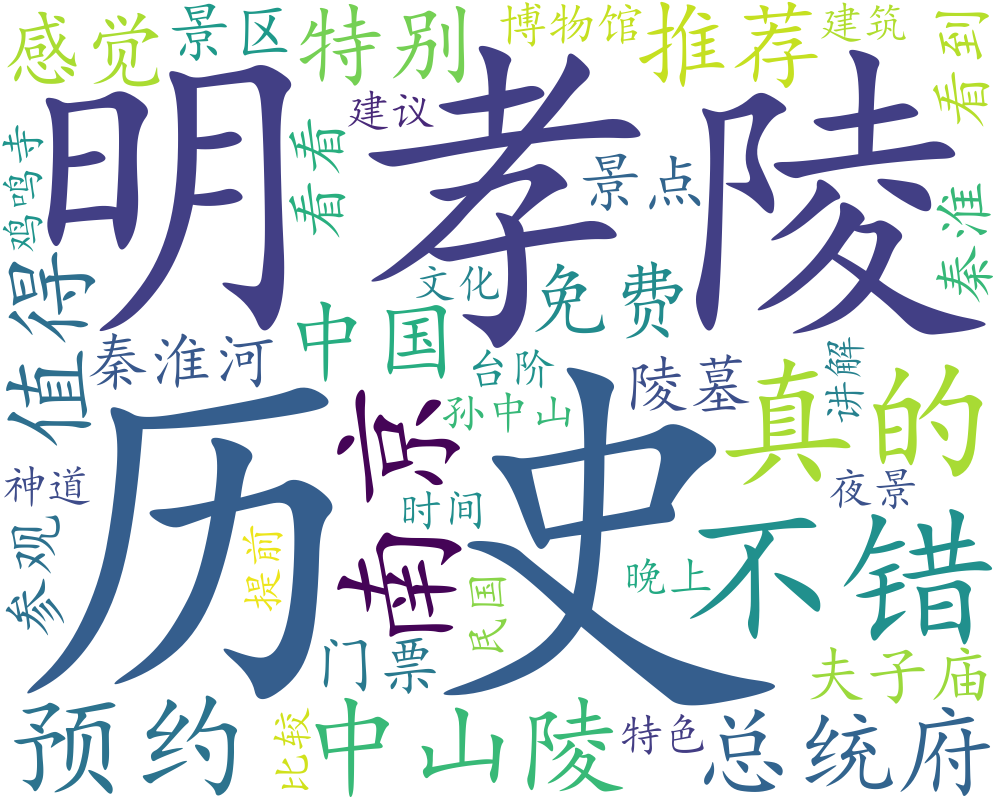 感觉
景区
特别
博物馆
推荐
建筑
看到
明孝陵
建议
看看
鸡鸣寺
景点
秦淮
值得
文化
免费
中国
秦淮河
台阶
陵墓
讲解
真的
孙中山
历史
南京
神道
时间
夜景
参观
提前
不错
民国
晚上
门票
夫子庙
预约
比较
中山陵
特色
总统府